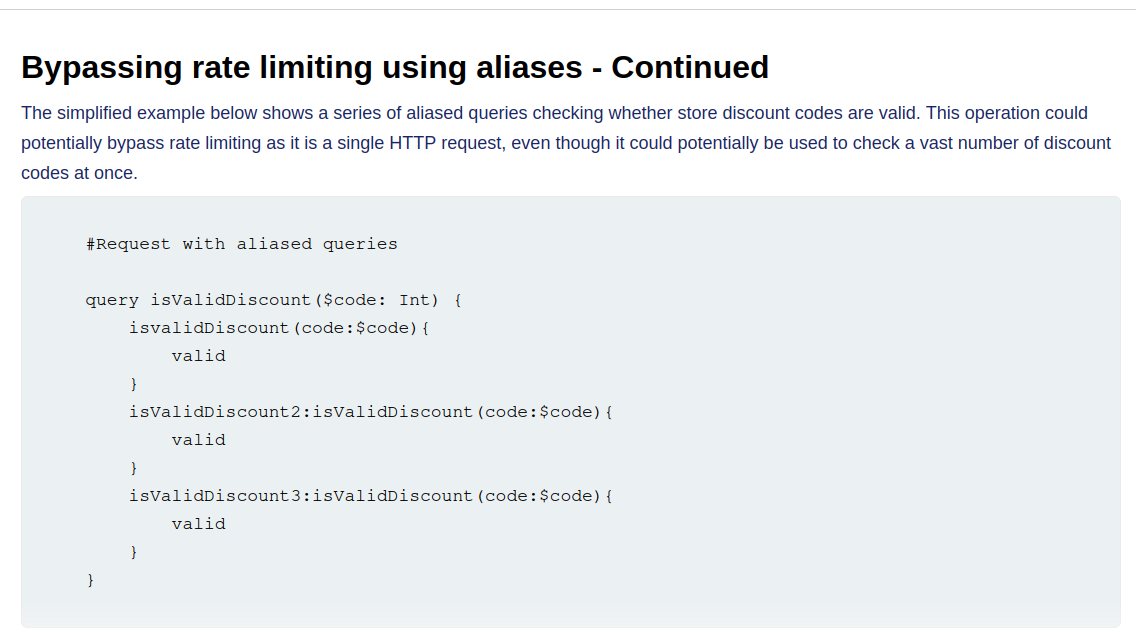 Bypassing rate limiting using aliases - Continued
The simplified example below shows a series of aliased queries checking whether store discount codes are valid. This operation could
potentially bypass rate limiting as it is a single HTTP request, even though it could potentially be used to check a vast number of discount
codes at once.
#Request with aliased queries
query isValidDiscount($code: Int) {
isvalidDiscount(code:$code){
valid
}
isValidDiscount2:isValidDiscount(code:$code){
valid
}
isValidDiscount3:isValidDiscount(code:$code){
valid
}
}